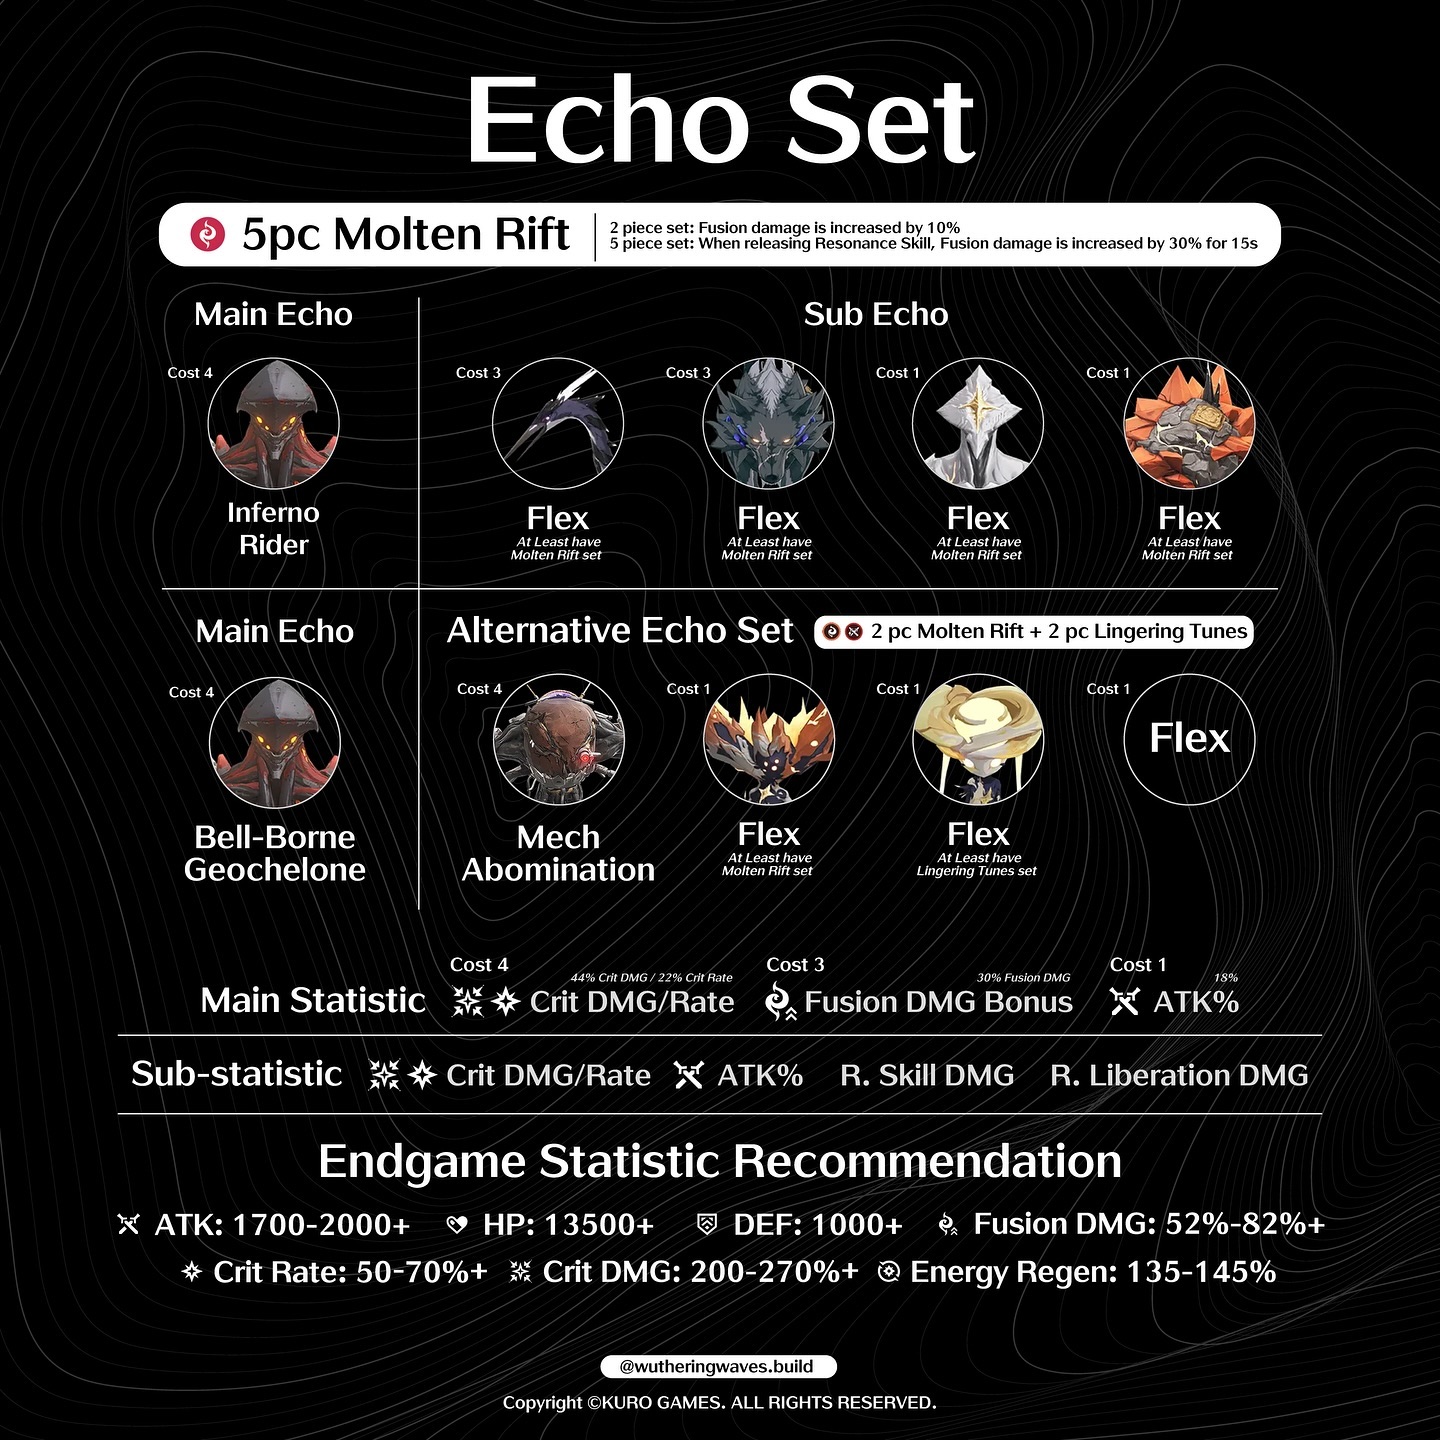 Echo Set
5pc Molten Rift
2 piece set: Fusion damage is increased by 10%
5 piece set: When releasing Resonance Skill, Fusion damage is increased by 30% for 15s
Main Echo
Sub Echo
Cost 4
Cost 3
Cost 3
Cost 1
Cost 1
Inferno
Rider
Flex
At Least have
Molten Rift set
Flex
At Least have
Molten Rift set
Flex
At Least have
Molten Rift set
Flex
At Least have
Molten Rift set
Main Echo
Alternative Echo Set
2 pc Molten Rift + 2 pc Lingering Tunes
Cost 4
Cost 4
Cost 1
Cost 1
Cost 1
Flex
Bell-Borne
Geochelone
Mech
Abomination
Flex
At Least have
Molten Rift set
Flex
At Least have
Lingering Tunes set
Main Statistic
Cost 4
44% Crit DMG / 22% Crit Rate
Crit DMG/Rate
Cost 3
30% Fusion DMG
Fusion DMG Bonus
Cost 1
18%
ATK%
Sub-statistic Crit DMG/Rate ATK% R. Skill DMG R. Liberation DMG
Endgame Statistic Recommendation
ATK: 1700-2000+ HP: 13500+ DEF: 1000+ Fusion DMG: 52%-82%+
Crit Rate: 50-70%+ Crit DMG: 200-270%+ Energy Regen: 135-145%
@wutheringwaves.build
Copyright ©KURO GAMES. ALL RIGHTS RESERVED.